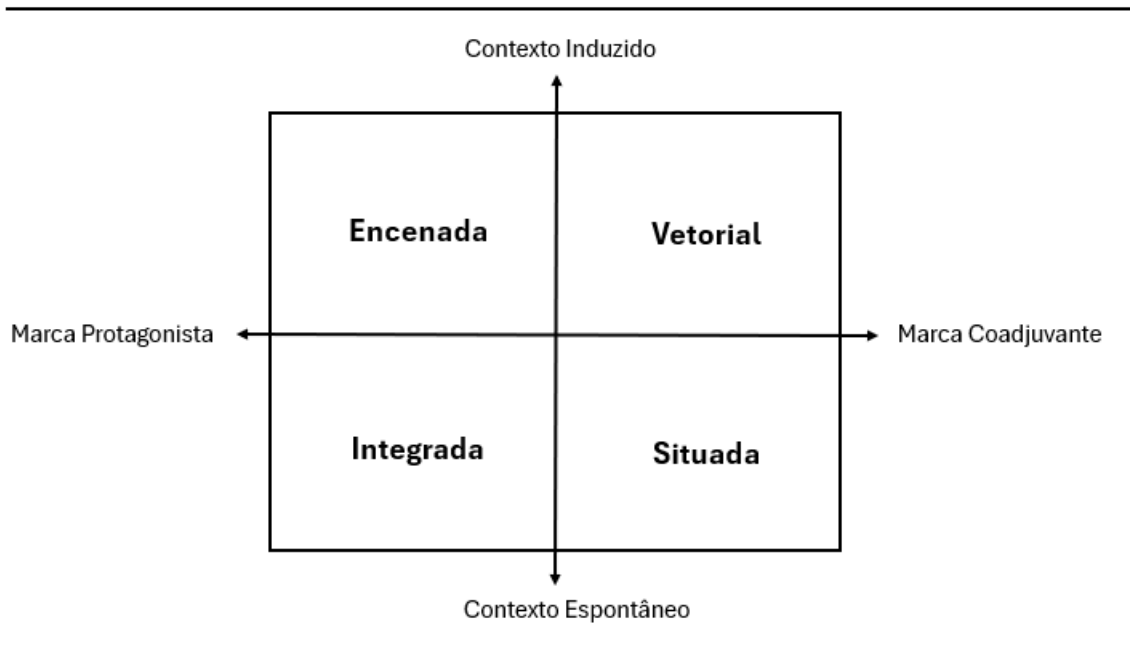 Contexto Induzido
Encenada
Vetorial
Marca Protagonista
Marca Coadjuvante
Integrada
Situada
Contexto Espontâneo